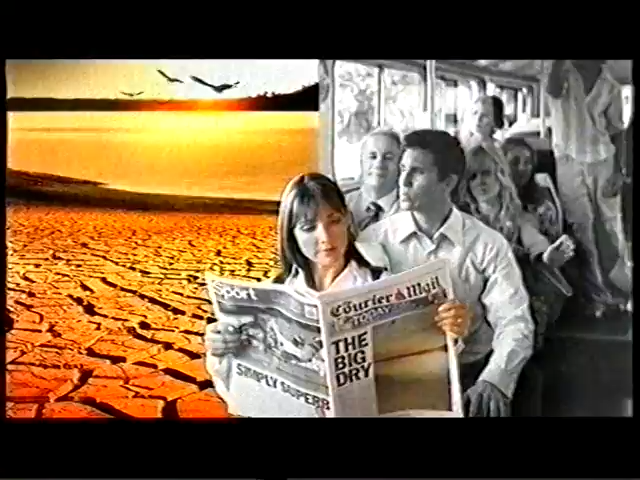 Sport
SIMPLY SUPERB
The Courier Mail
TODAY
THE
BIG
DRY